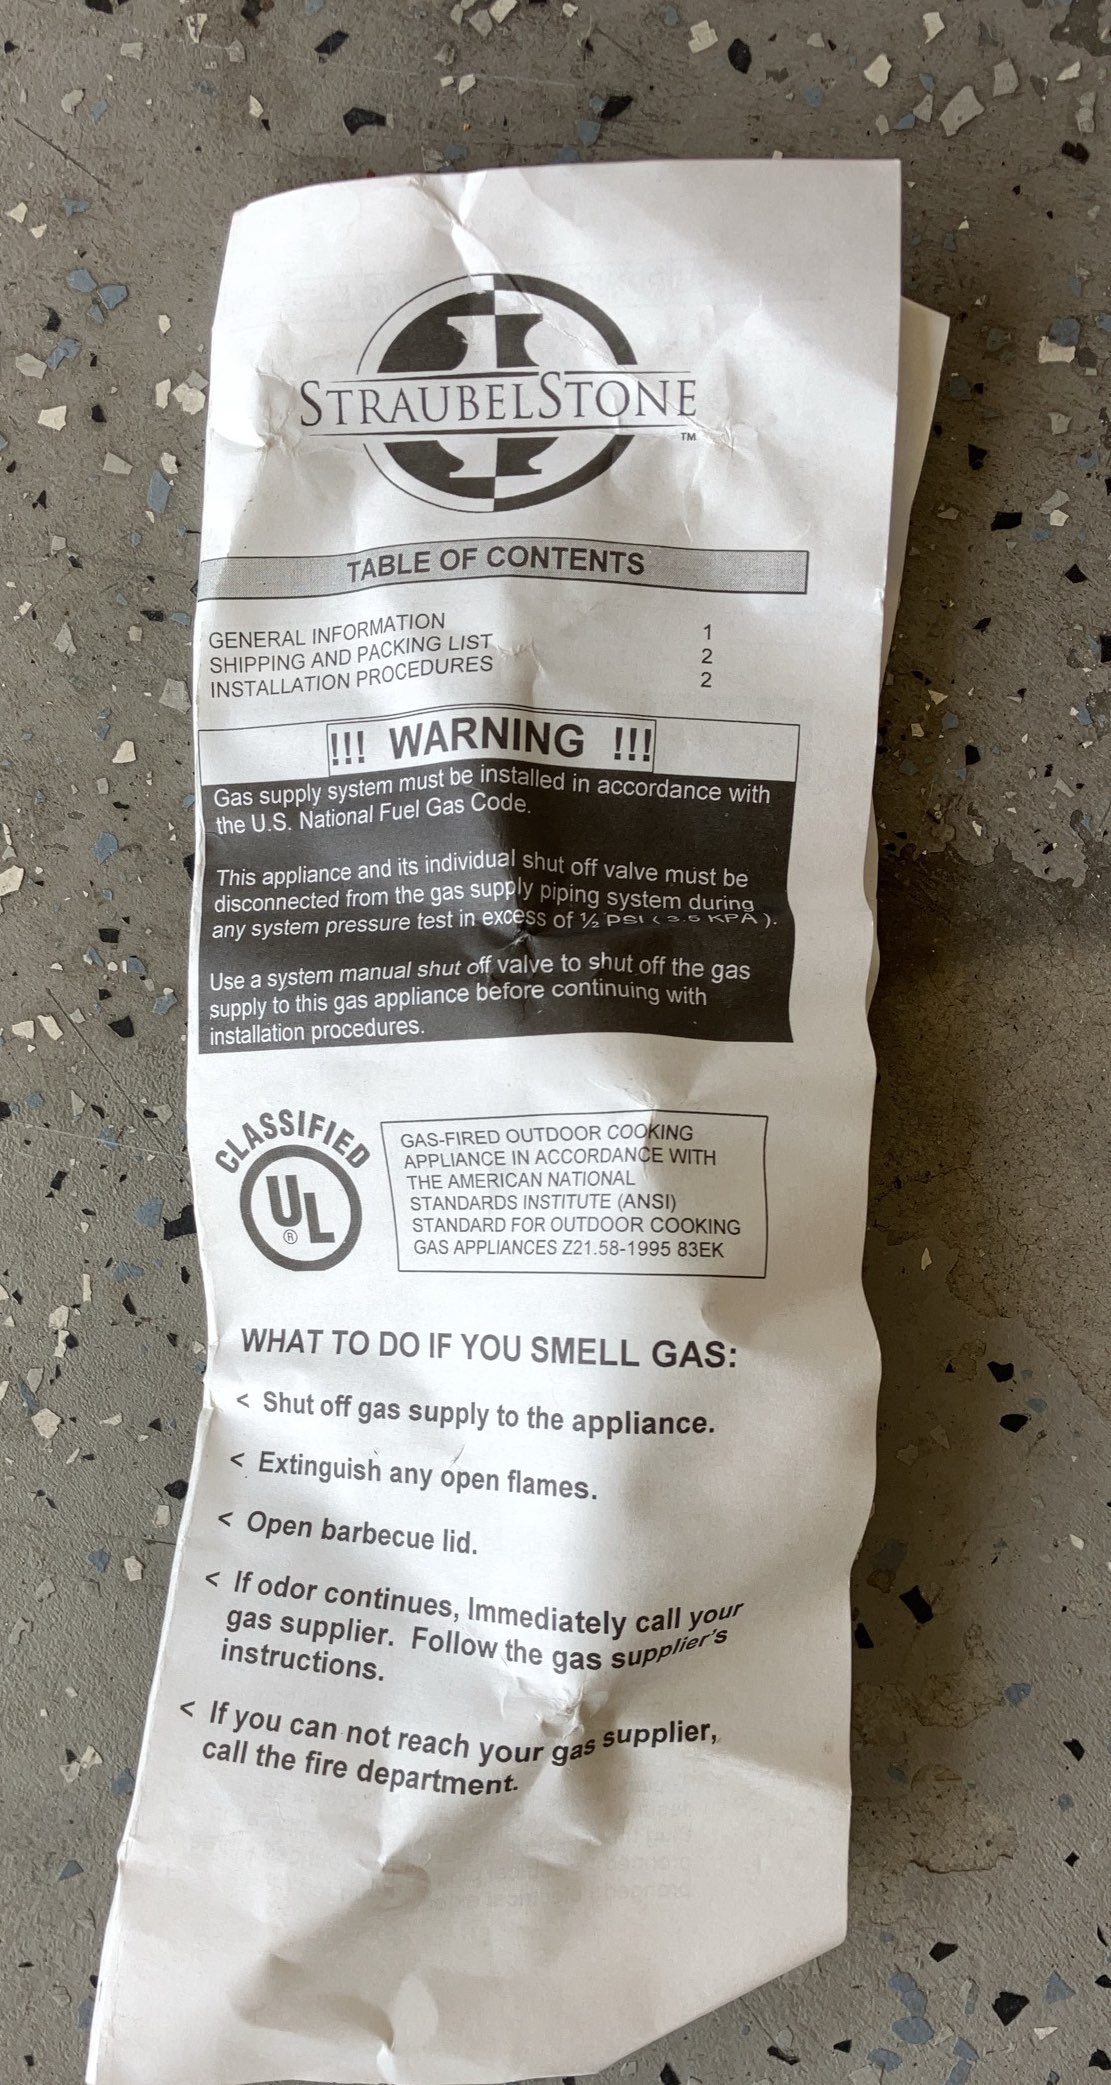 STRAUBELSTONE
TM
TABLE OF CONTENTS
GENERAL INFORMATION 1
SHIPPING AND PACKING LIST 2
INSTALLATION PROCEDURES 2
!!! WARNING !!!
Gas supply system must be installed in accordance with
the U.S. National Fuel Gas Code.
This appliance and its individual shut off valve must be
disconnected from the gas supply piping system during
any system pressure test in excess of ½ PSI ( 3.5 KPA ).
Use a system manual shut off valve to shut off the gas
supply to this gas appliance before continuing with
installation procedures.
CLASSIFIED
UL
®
GAS-FIRED OUTDOOR COOKING
APPLIANCE IN ACCORDANCE WITH
THE AMERICAN NATIONAL
STANDARDS INSTITUTE (ANSI)
STANDARD FOR OUTDOOR COOKING
GAS APPLIANCES Z21.58-1995 83EK
WHAT TO DO IF YOU SMELL GAS:
< Shut off gas supply to the appliance.
< Extinguish any open flames.
< Open barbecue lid.
< If odor continues, Immediately call your
gas supplier. Follow the gas supplier's
instructions.
< If you can not reach your gas supplier,
call the fire department.